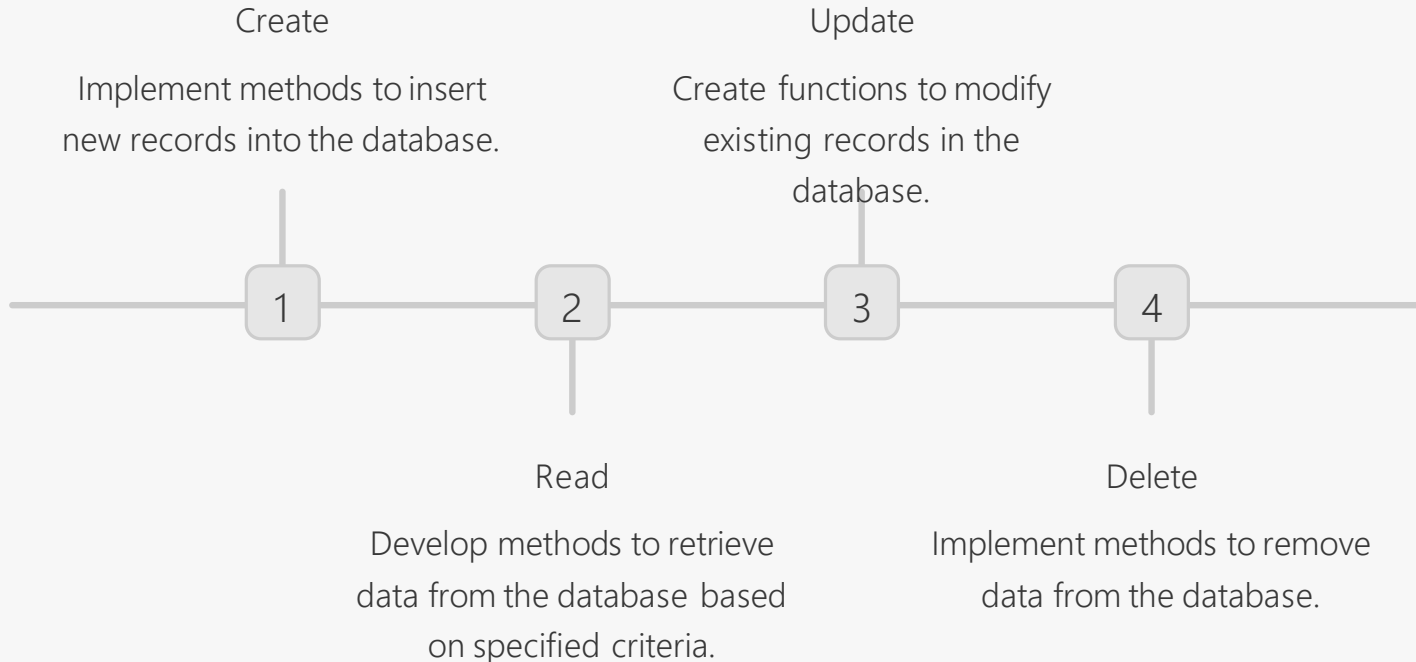 Create
Implement methods to insert
new records into the database.
Update
Create functions to modify
existing records in the
database.
1
2
3
4
Read
Develop methods to retrieve
data from the database based
on specified criteria.
Delete
Implement methods to remove
data from the database.